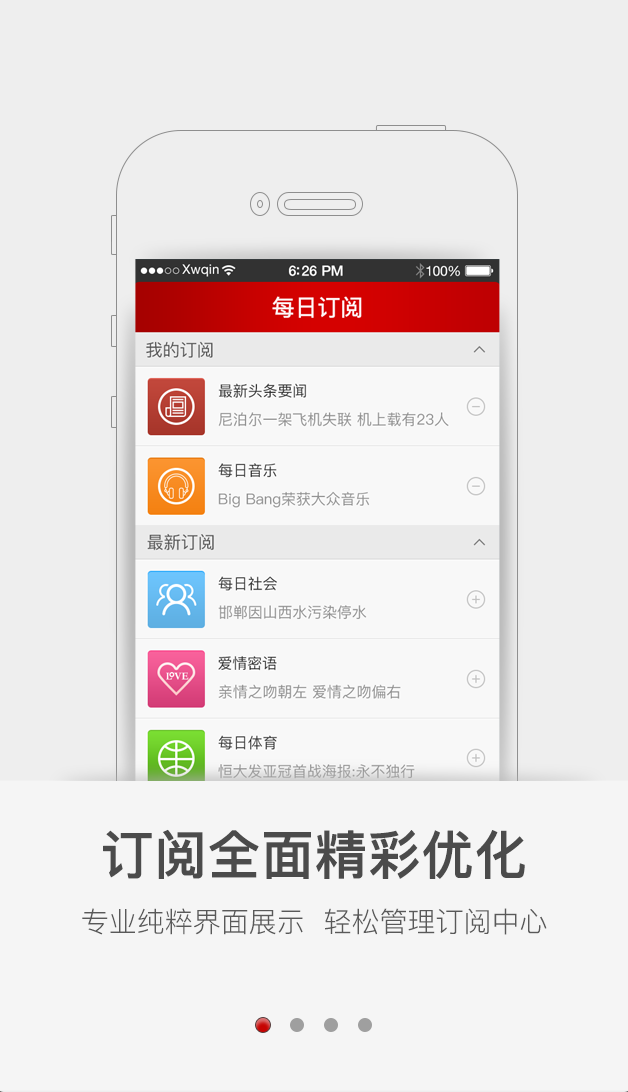 Xwqin 6:26 PM 100%
每日订阅
我的订阅
最新头条要闻
尼泊尔一架飞机失联 机上载有23人
每日音乐
Big Bang荣获大众音乐
最新订阅
每日社会
邯郸因山西水污染停水
LOVE
爱情密语
亲情之吻朝左 爱情之吻偏右
每日体育
恒大发亚冠首战海报:永不独行
订阅全面精彩优化
专业纯粹界面展示 轻松管理订阅中心